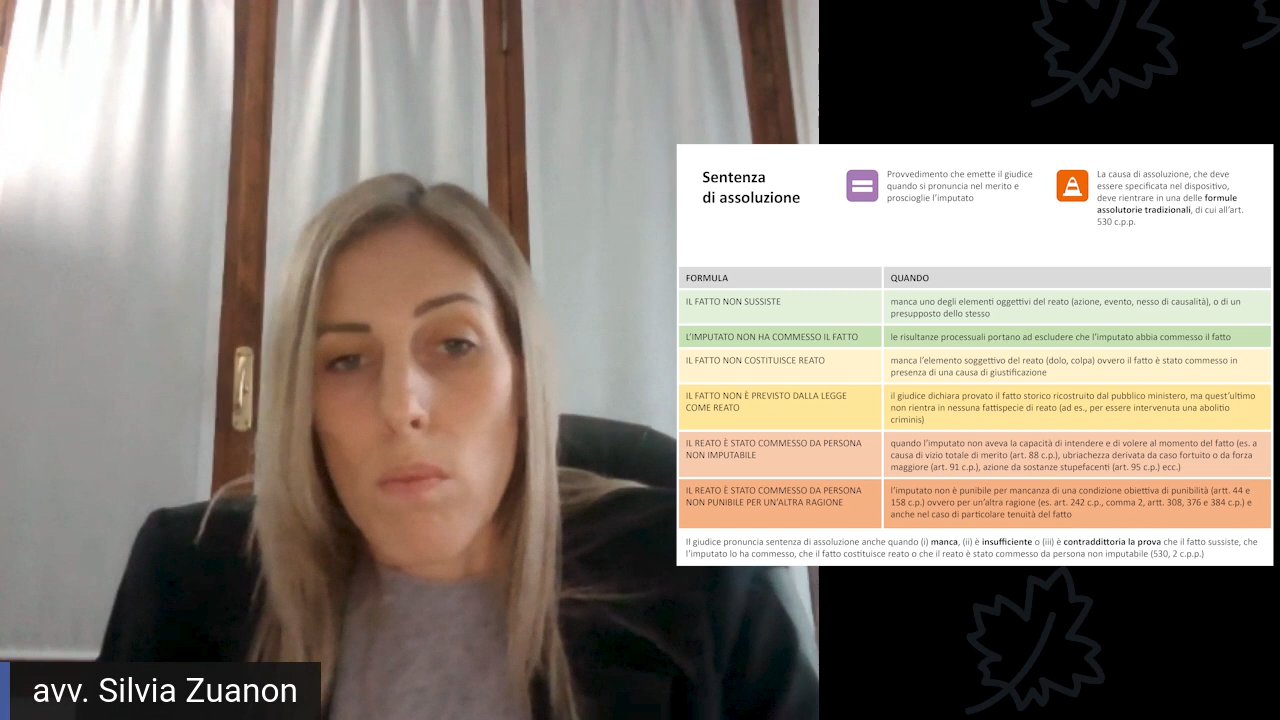 Sentenza
di assoluzione
Provvedimento che emette il giudice
quando si pronuncia nel merito e
proscioglie l'imputato
La causa di assoluzione, che deve
essere specificata nel dispositivo,
deve rientrare in una delle formule
assolutorie tradizionali, di cui all'art.
530 c.p.p.
FORMULA
QUANDO
IL FATTO NON SUSSISTE
manca uno degli elementi oggettivi del reato (azione, evento, nesso di causalità), o di un
presupposto dello stesso
L'IMPUTATO NON HA COMMESSO IL FATTO
le risultanze processuali portano ad escludere che l'imputato abbia commesso il fatto
IL FATTO NON COSTITUISCE REATO
manca l'elemento soggettivo del reato (dolo, colpa) ovvero il fatto è stato commesso in
presenza di una causa di giustificazione
IL FATTO NON È PREVISTO DALLA LEGGE
COME REATO
il giudice dichiara provato il fatto storico ricostruito dal pubblico ministero, ma quest'ultimo
non rientra in nessuna fattispecie di reato (ad es., per essere intervenuta una abolitio
criminis)
IL REATO È STATO COMMESSO DA PERSONA
NON IMPUTABILE
quando l'imputato non aveva la capacità di intendere e di volere al momento del fatto (es. a
causa di vizio totale di merito (art. 88 c.p.), ubriachezza derivata da caso fortuito o da forza
maggiore (art. 91 c.p.), azione da sostanze stupefacenti (art. 95 c.p.) ecc.)
IL REATO È STATO COMMESSO DA PERSONA
NON PUNIBILE PER UN'ALTRA RAGIONE
l'imputato non è punibile per mancanza di una condizione obiettiva di punibilità (artt. 44 e
158 c.p.) ovvero per un'altra ragione (es. art. 242 c.p., comma 2, artt. 308, 376 e 384 c.p.) e
anche nel caso di particolare tenuità del fatto
Il giudice pronuncia sentenza di assoluzione anche quando (i) manca, (ii) è insufficiente o (iii) è contraddittoria la prova che il fatto sussiste, che
l'imputato lo ha commesso, che il fatto costituisce reato o che il reato è stato commesso da persona non imputabile (530, 2 c.p.p.)
avv. Silvia Zuanon